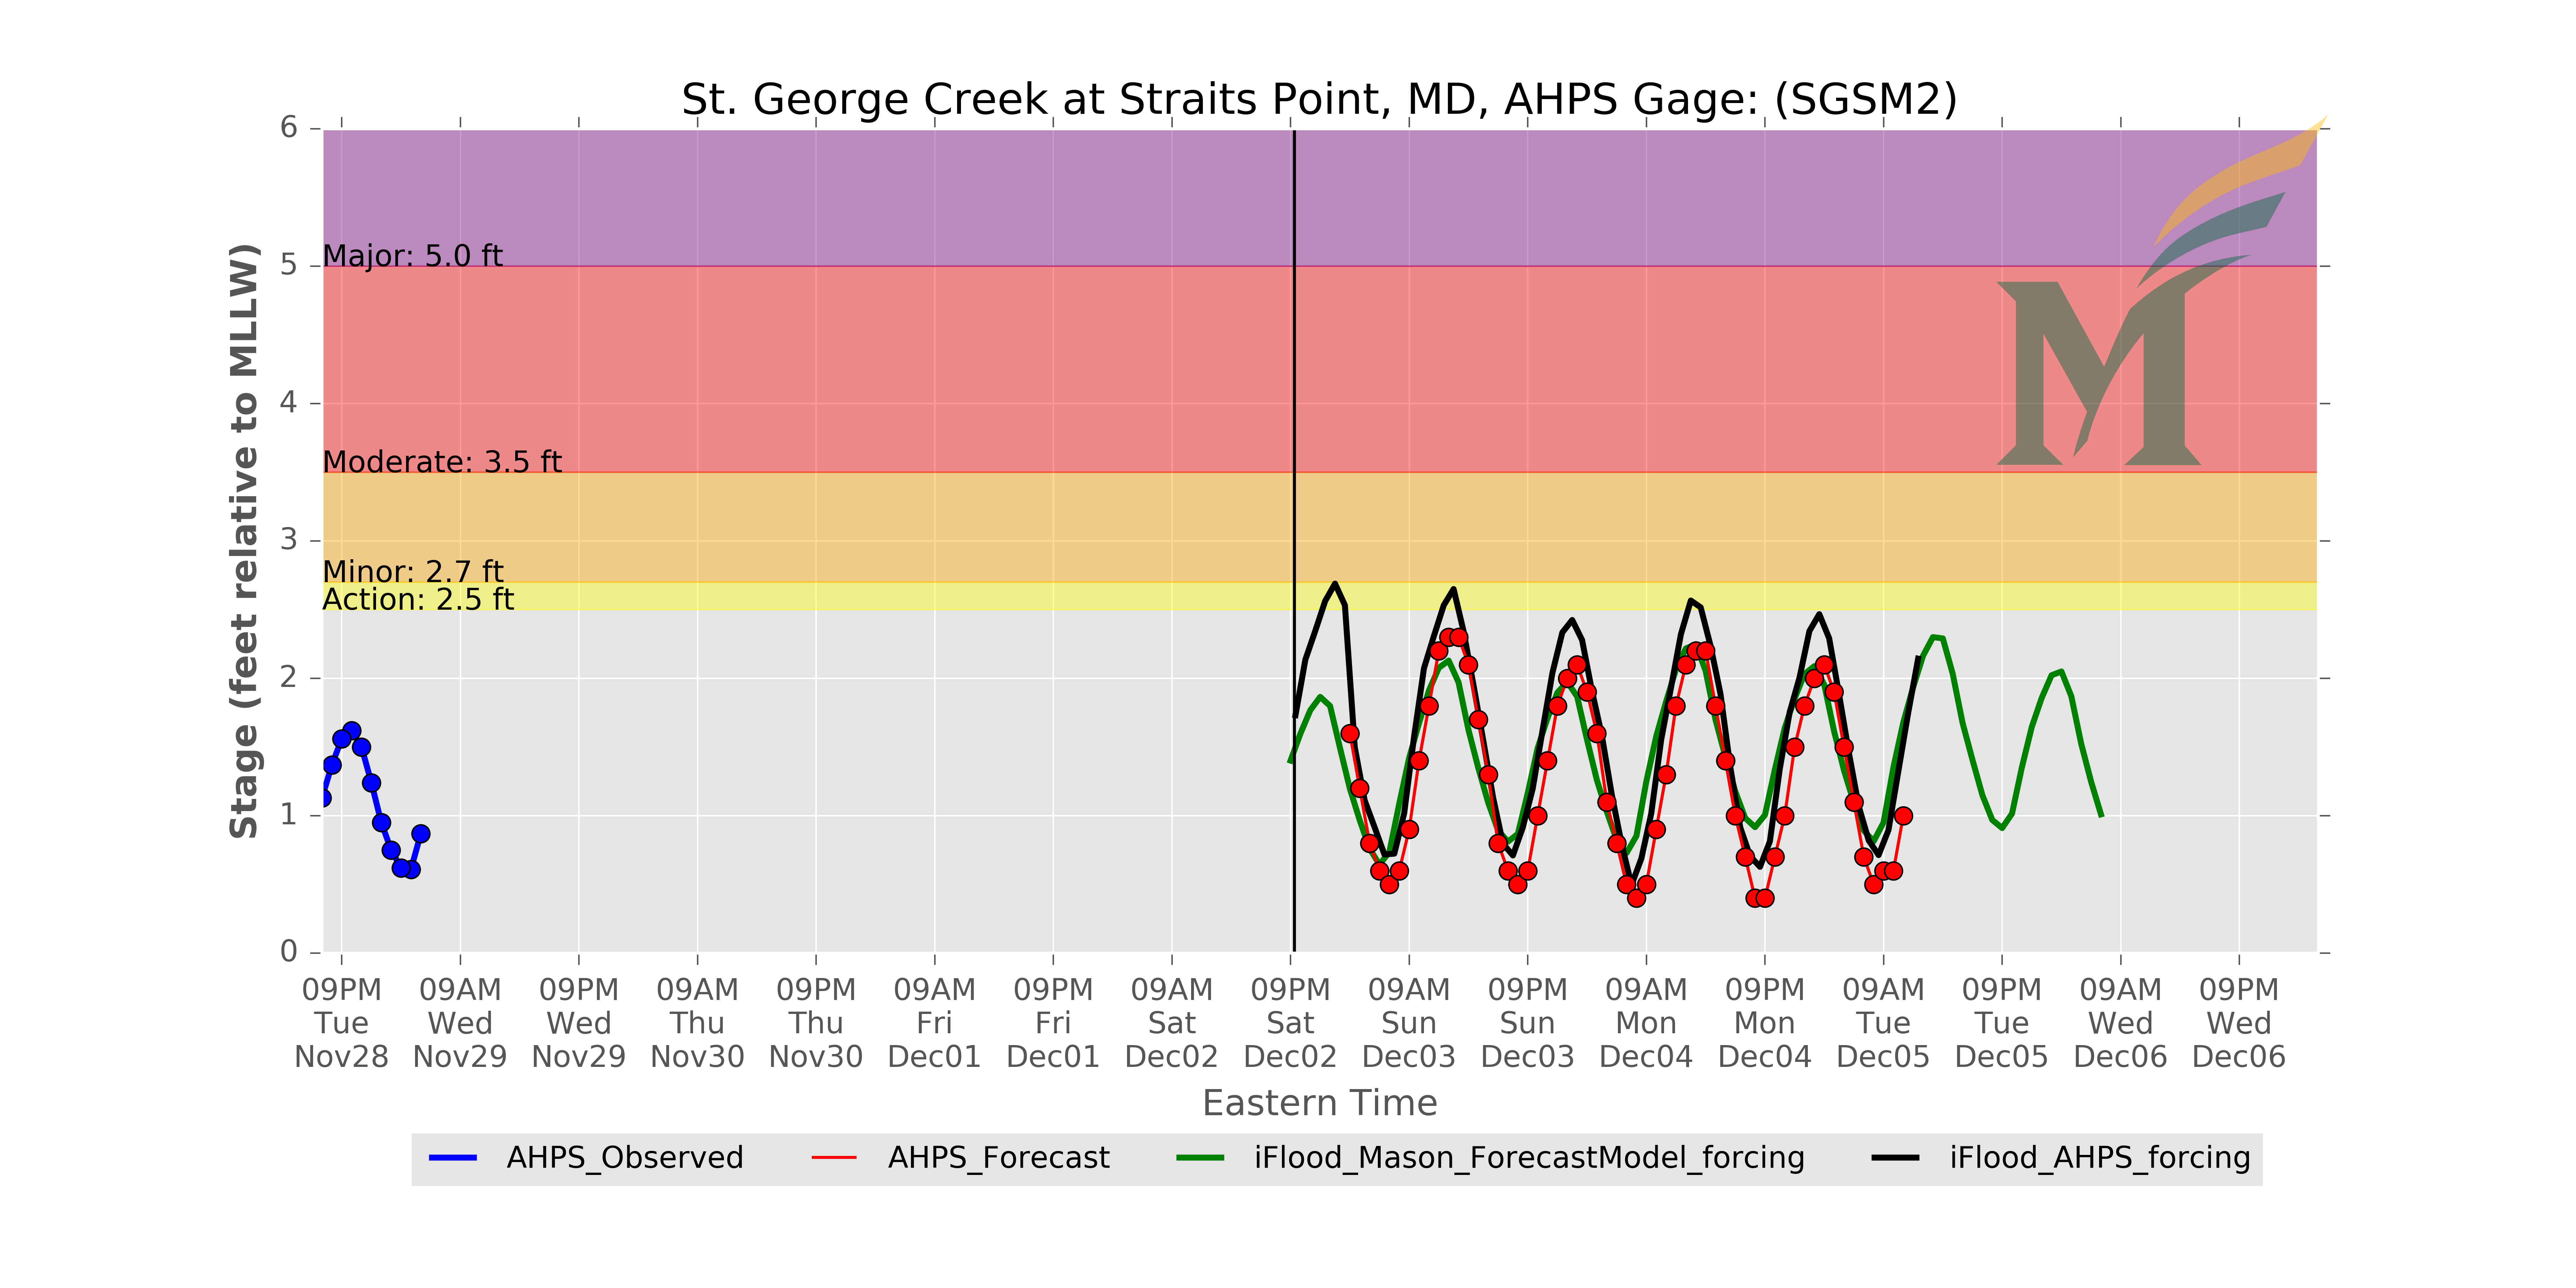 St. George Creek at Straits Point, MD, AHPS Gage: (SGSM2)
Stage (feet relative to MLLW)
6
5
4
3
2
1
0
Major: 5.0 ft
Moderate: 3.5 ft
Minor: 2.7 ft
Action: 2.5 ft
M
09PM 09AM 09PM 09AM 09PM 09AM 09PM 09AM 09PM 09AM 09PM 09AM 09PM 09AM 09PM 09AM 09PM
Tue Wed Wed Thu Thu Fri Fri Sat Sat Sun Sun Mon Mon Tue Tue Wed Wed
Nov28 Nov29 Nov29 Nov30 Nov30 Dec01 Dec01 Dec02 Dec02 Dec03 Dec03 Dec04 Dec04 Dec05 Dec05 Dec06 Dec06
Eastern Time
AHPS_Observed AHPS_Forecast iFlood_Mason_ForecastModel_forcing iFlood_AHPS_forcing